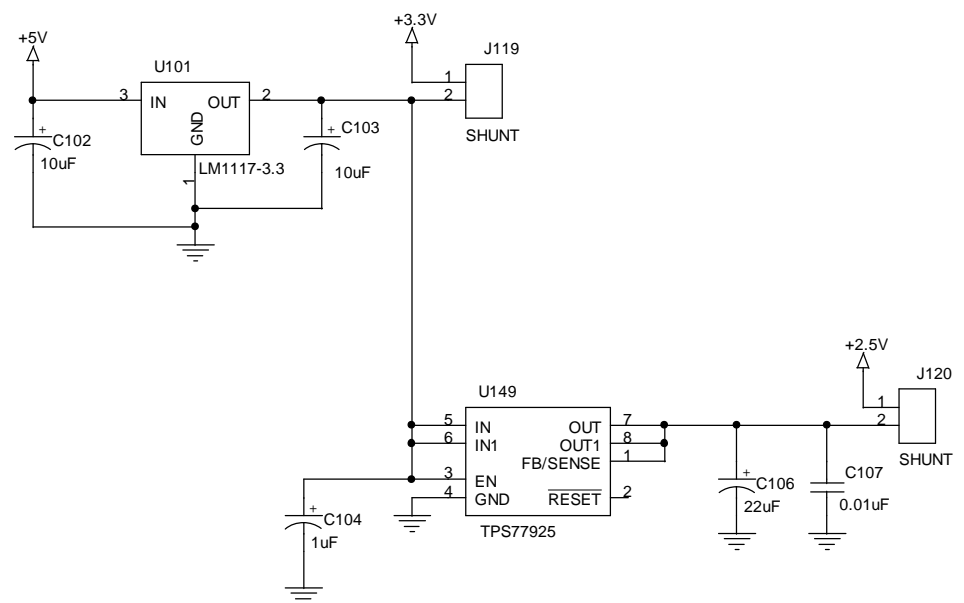 +5V
+3.3V
J119
U101
3
IN
OUT
2
1
2
GND
C102
10uF
+
C103
10uF
+
SHUNT
LM1117-3.3
1
+2.5V
J120
U149
1
2
5
IN
OUT
7
6
IN1
OUT1
8
FB/SENSE
1
3
EN
4
GND
RESET
2
SHUNT
+
C106
22uF
C107
0.01uF
+
C104
1uF
TPS77925